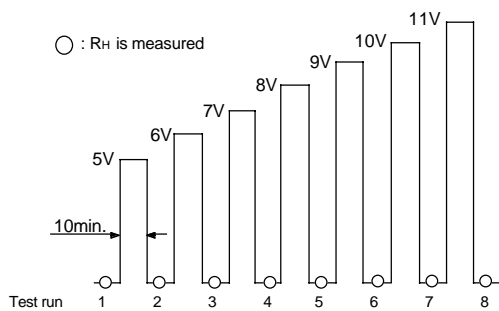 ◯ : RH is measured
11V
10V
9V
8V
7V
6V
5V
10min.
Test run 1 2 3 4 5 6 7 8